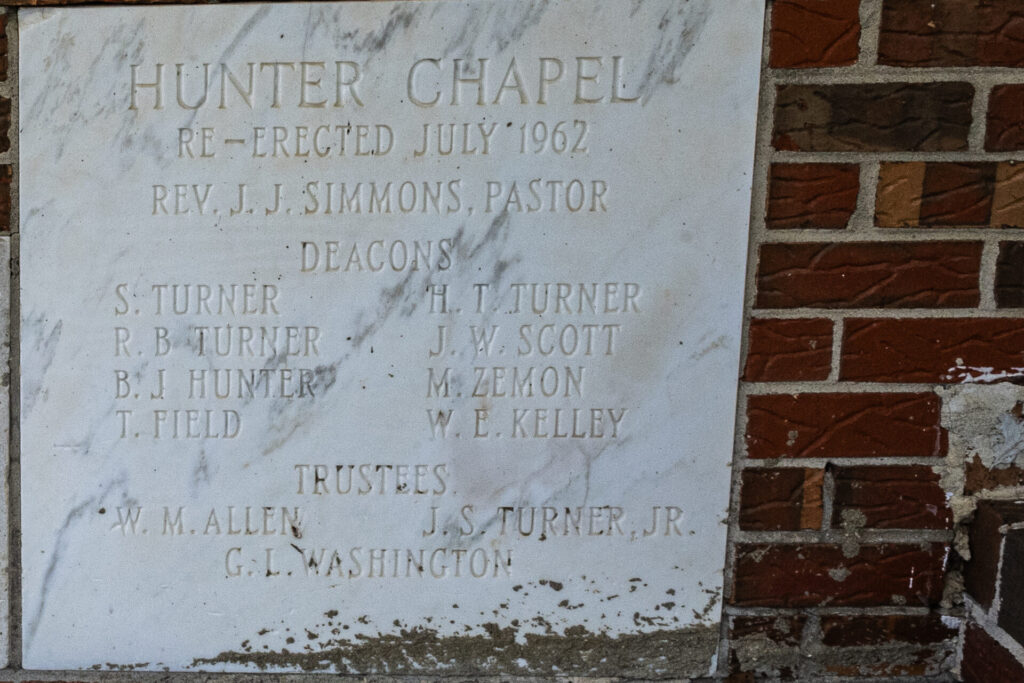 HUNTER CHAPEL
RE-ERECTED JULY 1962
REV. J. J. SIMMONS, PASTOR
DEACONS
S. TURNER H. T. TURNER
R. B. TURNER J. W. SCOTT
B. J HUNTER M. ZEMON
T. FIELD W. E. KELLEY
TRUSTEES
W. M. ALLEN J. S. TURNER, JR.
G. L. WASHINGTON